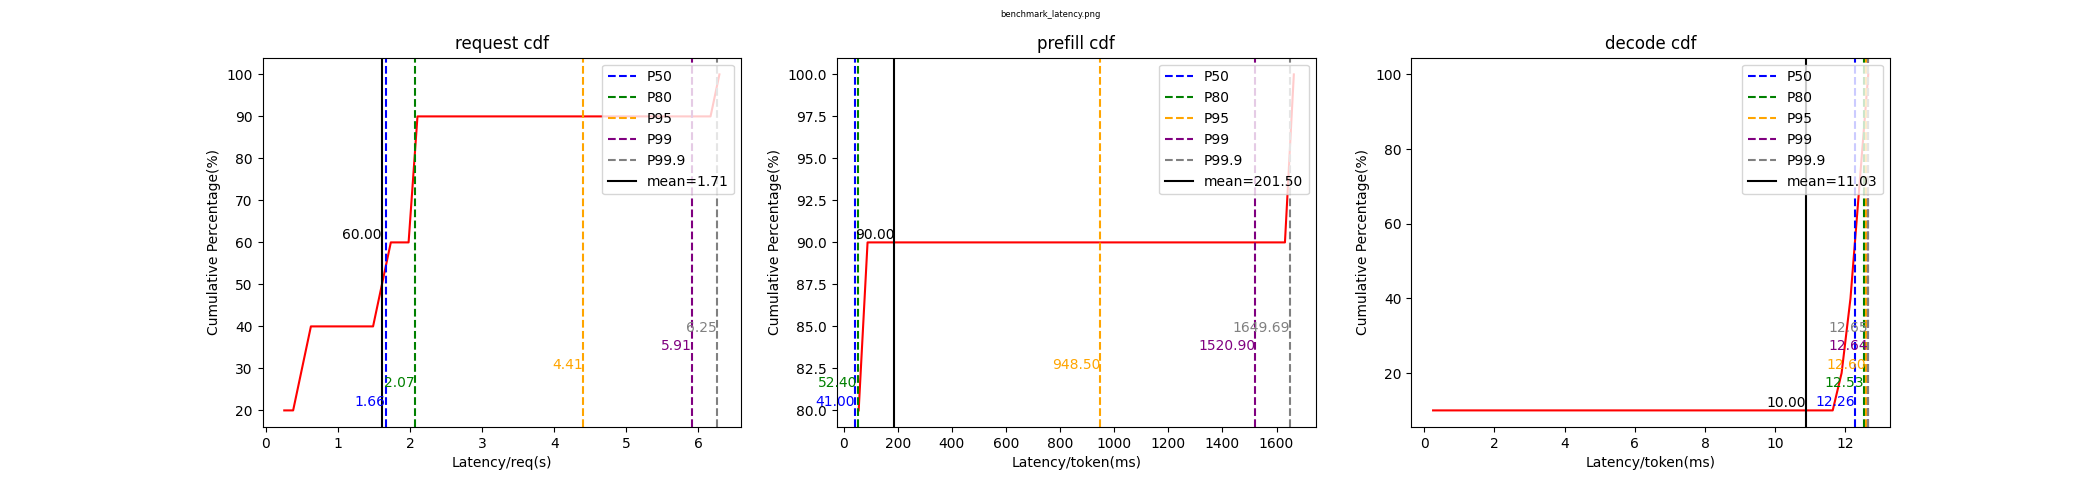 benchmark_latency.png
request cdf
Cumulative Percentage(%)
100
90
80
70
60
50
40
30
20
0
1
2
3
4
5
6
Latency/req(s)
P50
P80
P95
P99
P99.9
mean=1.71
60.00
6.25
5.91
4.41
2.07
1.66
prefill cdf
Cumulative Percentage(%)
100.0
97.5
95.0
92.5
90.0
87.5
85.0
82.5
80.0
0
200
400
600
800
1000
1200
1400
1600
Latency/token(ms)
P50
P80
P95
P99
P99.9
mean=201.50
90.00
1649.69
1520.90
948.50
52.40
41.00
decode cdf
Cumulative Percentage(%)
100
80
60
40
20
0
2
4
6
8
10
12
Latency/token(ms)
P50
P80
P95
P99
P99.9
mean=11.03
12.65
12.64
12.60
12.53
12.26
10.00